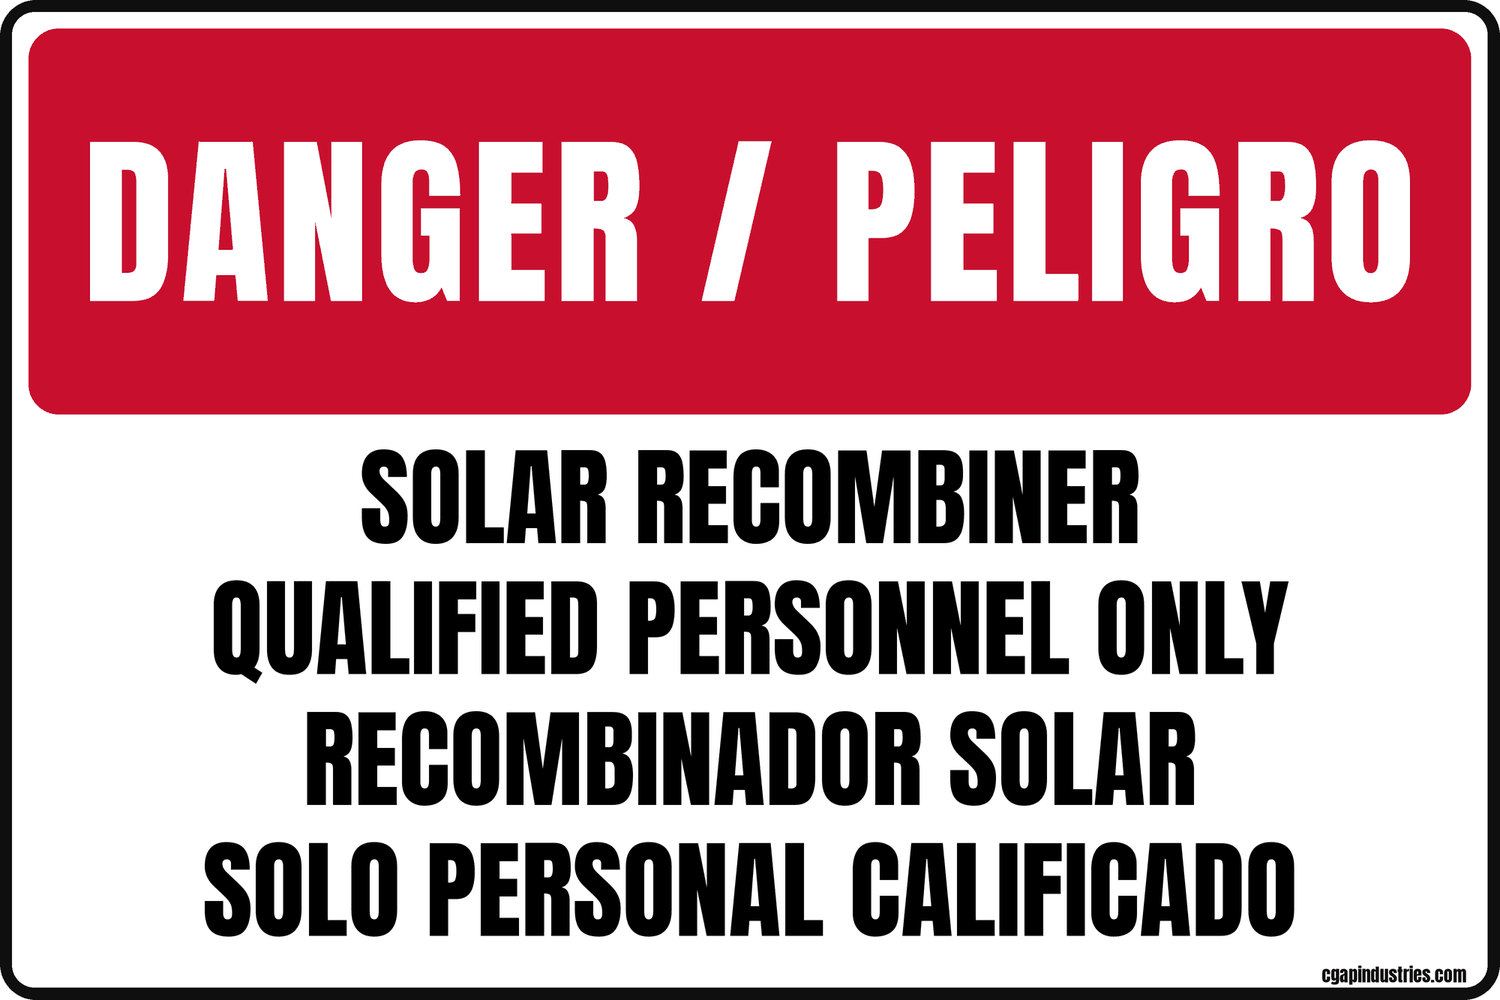 DANGER / PELIGRO
SOLAR RECOMBINER
QUALIFIED PERSONNEL ONLY
RECOMBINADOR SOLAR
SOLO PERSONAL CALIFICADO
cgapindustries.com